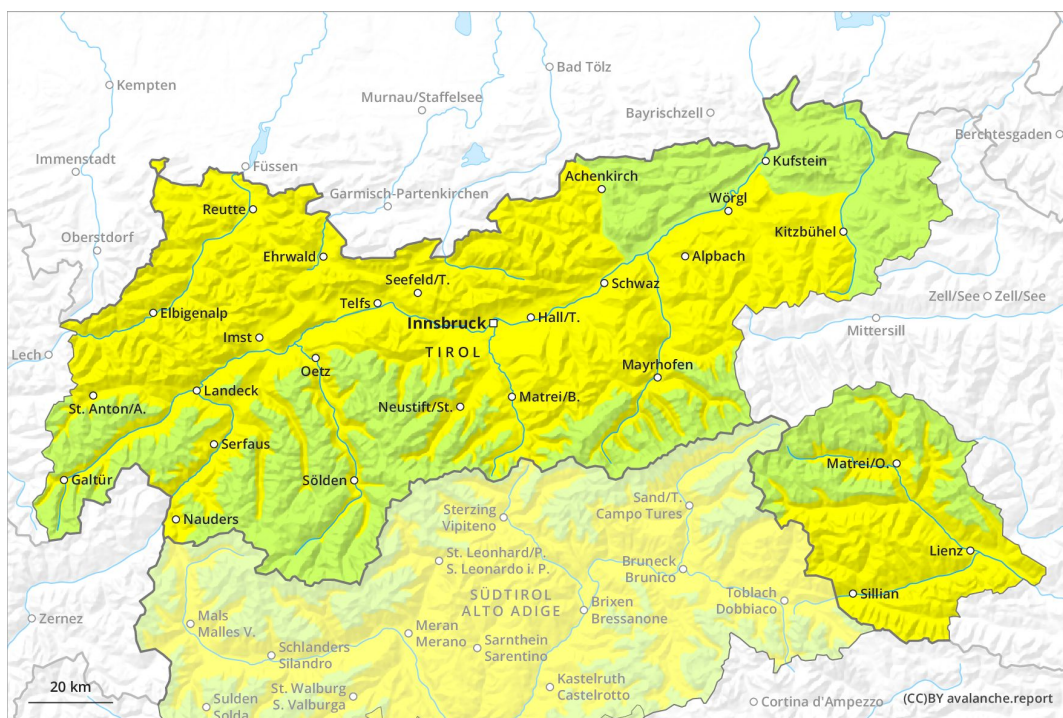 Kempten
Bad Tölz
Murnau/Staffelsee
Bayrischzell
Berchtesgaden
Immenstadt
Füssen
Kufstein
Achenkirch
Garmisch-Partenkirchen
Wörgl
Reutte
Oberstdorf
Kitzbühel
Ehrwald
Alpbach
Seefeld/T.
Schwaz
Zell/See
Zell/See
Telfs
Elbigenalp
Innsbruck
Hall/T.
Mittersill
Imst
Lech
TIROL
Oetz
Mayrhofen
Landeck
St. Anton/A.
Neustift/St.
Matrei/B.
Serfaus
Matrei/O.
Galtür
Sölden
Sand/T.
Campo Tures
Sterzing
Vipiteno
Nauders
Lienz
St. Leonhard/P.
S. Leonardo i. P.
Bruneck
Brunico
SÜDTIROL
ALTO ADIGE
Toblach
Dobbiaco
Sillian
Zernez
Mals
Malles V.
Brixen
Bressanone
Meran
Merano
Schlanders
Silandro
Sarnthein
Sarentino
20 km
St. Walburg
S. Valburga
Kastelruth
Castelrotto
Sulden
Solda
Cortina d'Ampezzo
(CC)BY avalanche.report